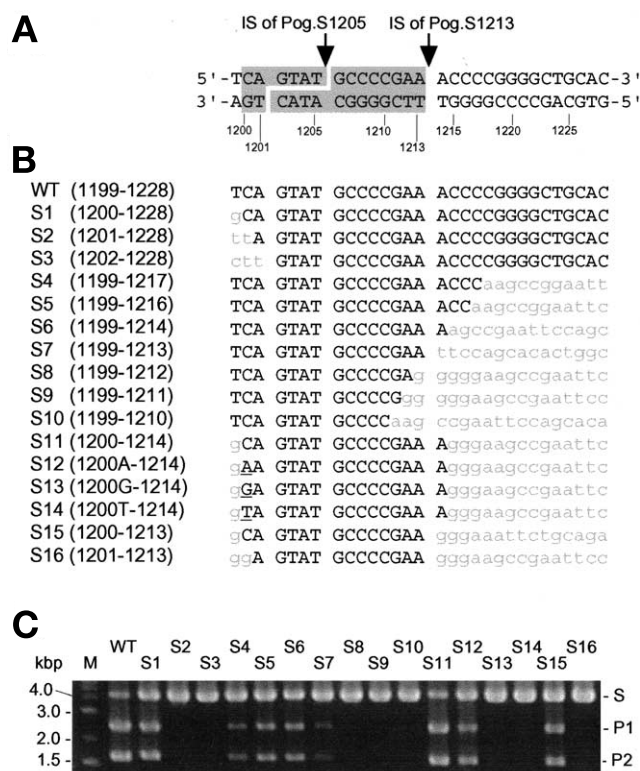 A
IS of Pog.S1205 IS of Pog.S1213
5'-TCA GTAT GCCCCGAA ACCCCGGGGCTGCAC-3'
3'-AGT CATA CGGGGCTT TGGGGCCCCGACGTG-5'
1200 1205 1210 1215 1220 1225
1201 1213
B
WT (1199-1228) TCA GTAT GCCCCGAA ACCCCGGGGCTGCAC
S1 (1200-1228) gCA GTAT GCCCCGAA ACCCCGGGGCTGCAC
S2 (1201-1228) ttA GTAT GCCCCGAA ACCCCGGGGCTGCAC
S3 (1202-1228) ctt GTAT GCCCCGAA ACCCCGGGGCTGCAC
S4 (1199-1217) TCA GTAT GCCCCGAA ACCCaagccggaatt
S5 (1199-1216) TCA GTAT GCCCCGAA ACCaagccggaattc
S6 (1199-1214) TCA GTAT GCCCCGAA Aagccgaattccagc
S7 (1199-1213) TCA GTAT GCCCCGAA ttccagcacactggc
S8 (1199-1212) TCA GTAT GCCCCGAg ggggaagccgaattc
S9 (1199-1211) TCA GTAT GCCCCGgg ggggaagccgaattc
S10 (1199-1210) TCA GTAT GCCCCaag ccgaattccagcaca
S11 (1200-1214) gCA GTAT GCCCCGAA Agggaagccgaattc
S12 (1200A-1214) gAA GTAT GCCCCGAA Agggaagccgaattc
S13 (1200G-1214) gGA GTAT GCCCCGAA Agggaagccgaattc
S14 (1200T-1214) gTA GTAT GCCCCGAA Agggaagccgaattc
S15 (1200-1213) gCA GTAT GCCCCGAA gggaaattctgcaga
S16 (1201-1213) ggA GTAT GCCCCGAA gggaagccgaattcc
C
WT S2 S4 S6 S8 S10 S12 S14 S16
kbp M S1 S3 S5 S7 S9 S11 S13 S15
4.0 - S
3.0
2.0 - P1
1.5 - P2